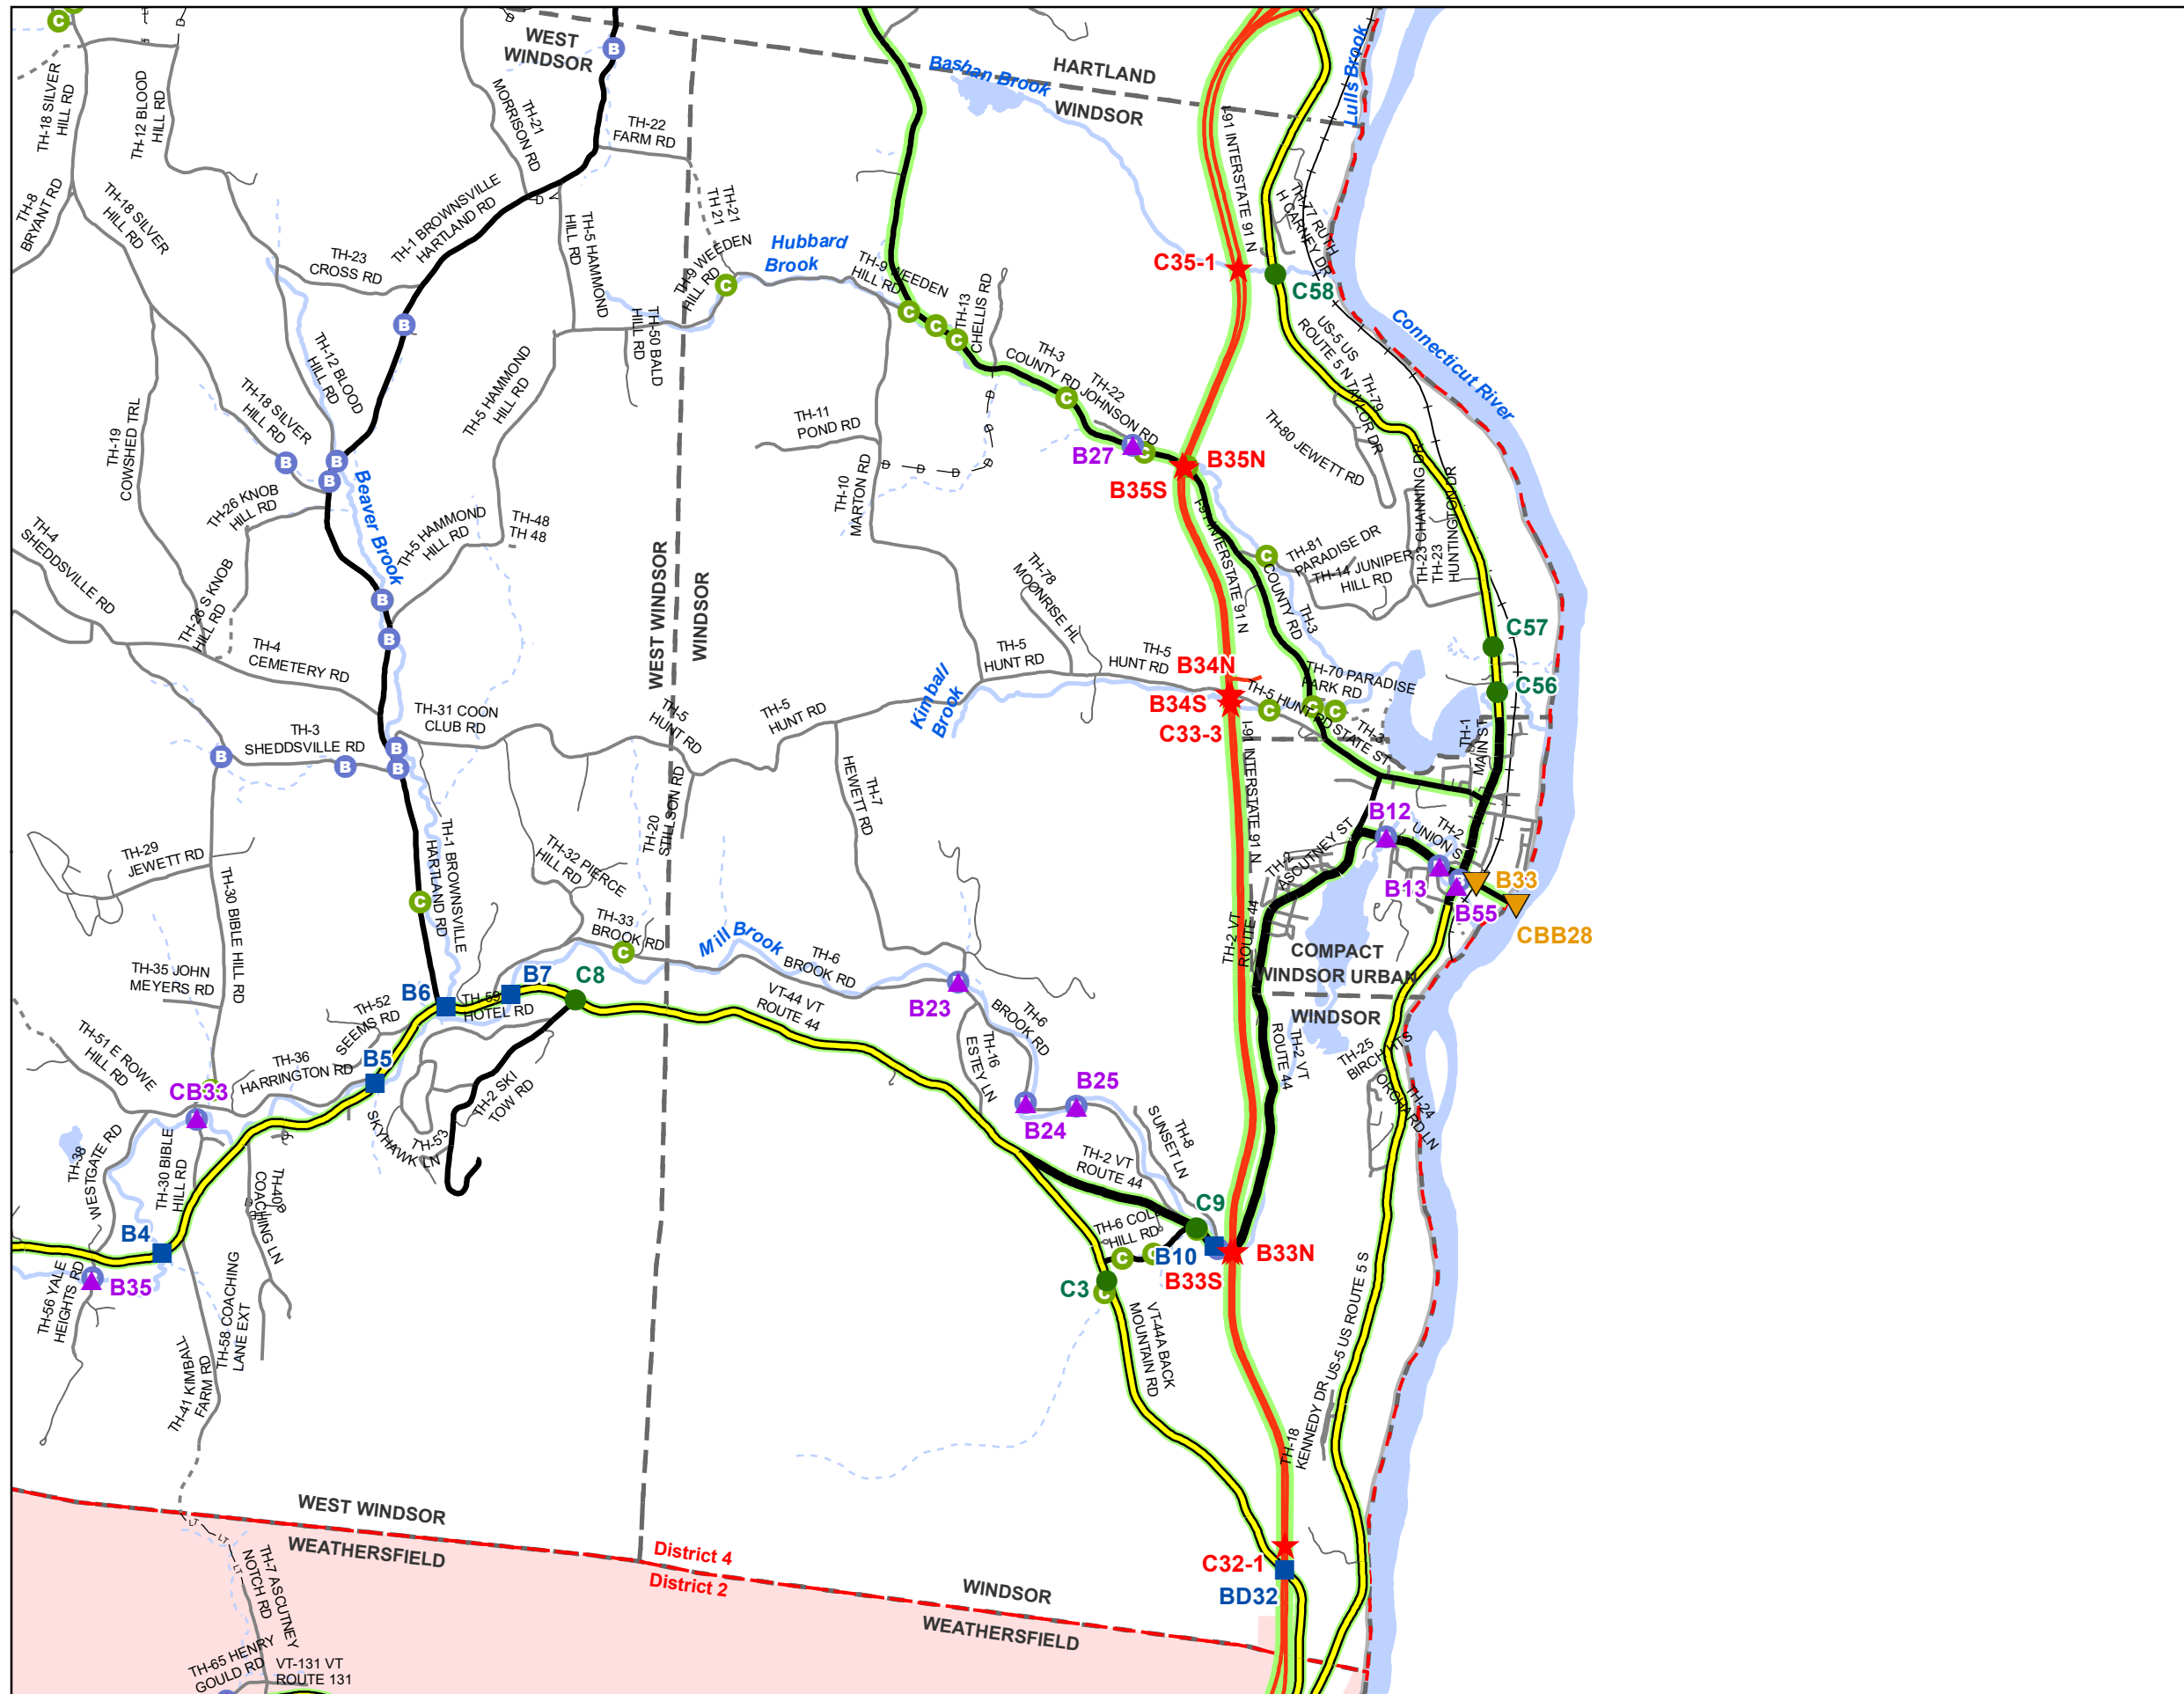 WEST
WINDSOR
HARTLAND
WINDSOR
Bashan Brook
Lulls Brook
TH-18 SILVER
HILL RD
TH-12 BLOOD
HILL RD
TH-21
MORRISON RD
TH-22
FARM RD
TH-8
BRYANT RD
TH-18 SILVER
HILL RD
TH-1 BROWNSVILLE
HARTLAND RD
TH-23
CROSS RD
TH-5 HAMMOND
HILL RD
TH-21
TH 21
TH-9 WEEDEN
HILL RD
Hubbard
Brook
TH-9 WEEDEN
HILL RD
TH-13
CHELLIS RD
I-91 INTERSTATE 91 N
TH-77 RUTH
H CARNEY DR
C35-1
C58
Connecticut River
TH-12 BLOOD
HILL RD
TH-50 BALD
HILL RD
TH-5 HAMMOND
HILL RD
TH-3
COUNTY RD
TH-22
JOHNSON RD
US-5 US
ROUTE 5 N
TH-79
TAYLOR DR
TH-80 JEWETT RD
TH-18 SILVER
HILL RD
TH-19
COWSHED TRL
TH-11
POND RD
B27
B35N
B35S
TH-10
MARTON RD
Beaver Brook
TH-26 KNOB
HILL RD
TH-5 HAMMOND
HILL RD
TH-48
TH 48
TH-4
SHEDDSVILLE RD
TH-26 S KNOB
HILL RD
I-91 INTERSTATE 91 N
TH-81
PARADISE DR
TH-14 JUNIPER
HILL RD
TH-23 CHANNING DR
TH-23
HUNTINGTON DR
TH-78
MOONRISE HL
TH-3
COUNTY RD
WEST WINDSOR
WINDSOR
TH-4
CEMETERY RD
TH-5
HUNT RD
TH-5
HUNT RD
B34N
B34S
C33-3
TH-70 PARADISE
PARK RD
TH-5 HUNT RD
TH-3
STATE ST
C57
C56
TH-1
MAIN ST
Kimball
Brook
TH-31 COON
CLUB RD
TH-5
HUNT RD
TH-5
HUNT RD
TH-3
SHEDDSVILLE RD
TH-7
HEWETT RD
TH-20
STILLSON RD
I-91 INTERSTATE 91 N
B12
TH-2
UNION ST
TH-2
ASCUTNEY ST
B13
B33
B55
CBB28
TH-29
JEWETT RD
TH-30 BIBLE HILL RD
TH-1 BROWNSVILLE
HARTLAND RD
TH-32 PIERCE
HILL RD
TH-33
BROOK RD
Mill Brook
TH-6
BROOK RD
TH-2 VT
ROUTE 44
COMPACT
WINDSOR URBAN
WINDSOR
TH-35 JOHN
MEYERS RD
B6
B7
C8
TH-59
HOTEL RD
TH-52
SEEMS RD
VT-44 VT
ROUTE 44
B23
TH-6
BROOK RD
TH-16
ESTEY LN
TH-2 VT
ROUTE 44
TH-25
BIRCH HTS
TH-24
ORCHARD LN
TH-51 E ROWE
HILL RD
CB33
TH-36
HARRINGTON RD
B5
TH-2 SKI
TOW RD
TH-53
SKYHAWK LN
B24
B25
TH-8
SUNSET LN
TH-2 VT
ROUTE 44
TH-38
WESTGATE RD
TH-30 BIBLE
HILL RD
TH-40
COACHING LN
B4
B35
TH-56 YALE
HEIGHTS RD
C9
TH-6 COLE
HILL RD
B10
B33N
B33S
C3
VT-44A BACK
MOUNTAIN RD
TH-58 COACHING
LANE EXT
TH-41 KIMBALL
FARM RD
US-5 US ROUTE 5 S
TH-18
KENNEDY DR
WEST WINDSOR
WEATHERSFIELD
District 4
District 2
WINDSOR
WEATHERSFIELD
C32-1
BD32
TH-7 ASCUTNEY
NOTCH RD
TH-65 HENRY
GOULD RD
VT-131 VT
ROUTE 131